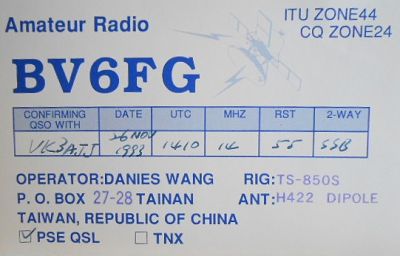 Amateur Radio
ITU ZONE44
CQ ZONE24
BV6FG
CONFIRMING QSO WITH DATE UTC MHZ RST 2-WAY
VK3ATJ 26 NOV 1993 1410 14 55 SSB
OPERATOR:DANIES WANG RIG:TS-850S
P. O. BOX 27-28 TAINAN ANT:H422 DIPOLE
TAIWAN, REPUBLIC OF CHINA
☑ PSE QSL ☐ TNX